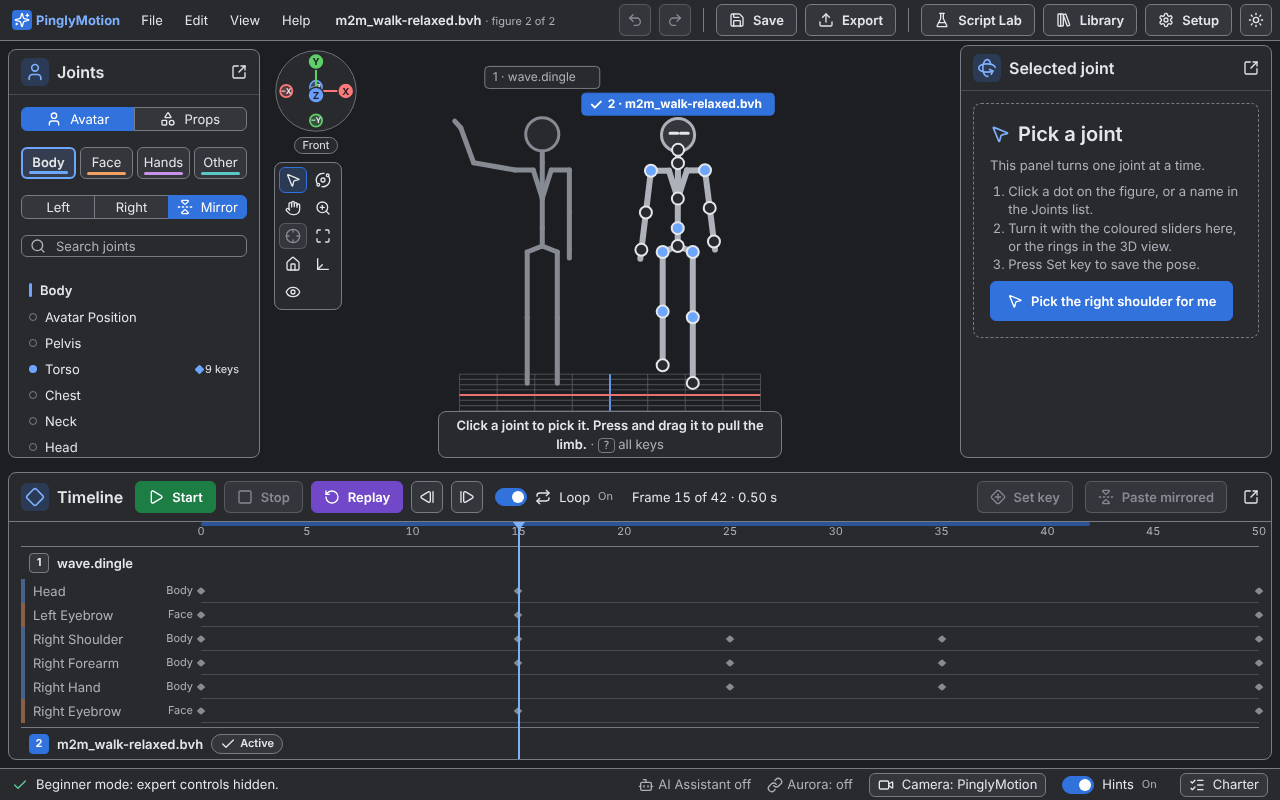 PinglyMotion File Edit View Help m2m_walk-relaxed.bvh · figure 2 of 2 Save Export Script Lab Library Setup
Joints
Avatar Props
Body Face Hands Other
Left Right Mirror
Search joints
Body
Avatar Position
Pelvis
Torso 9 keys
Chest
Neck
Head
Y
-X Z X
-Y
Front
1 · wave.dingle
2 · m2m_walk-relaxed.bvh
Click a joint to pick it. Press and drag it to pull the
limb. · ? all keys
Selected joint
Pick a joint
This panel turns one joint at a time.
1. Click a dot on the figure, or a name in
the Joints list.
2. Turn it with the coloured sliders here,
or the rings in the 3D view.
3. Press Set key to save the pose.
Pick the right shoulder for me
Timeline Start Stop Replay Loop On Frame 15 of 42 · 0.50 s Set key Paste mirrored
0 5 10 15 20 25 30 35 40 45 50
1 wave.dingle
Head Body
Left Eyebrow Face
Right Shoulder Body
Right Forearm Body
Right Hand Body
Right Eyebrow Face
2 m2m_walk-relaxed.bvh Active
Beginner mode: expert controls hidden. AI Assistant off Aurora: off Camera: PinglyMotion Hints On Charter